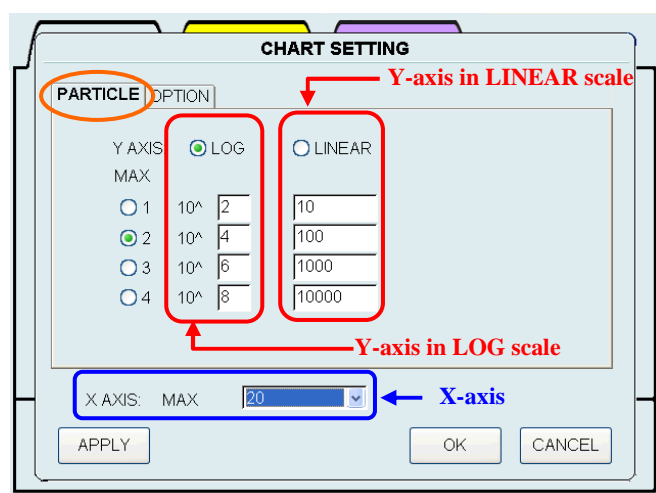 CHART SETTING
Y-axis in LINEAR scale
PARTICLE OPTION
Y AXIS LOG LINEAR
MAX
1 10^ 2 10
2 10^ 4 100
3 10^ 6 1000
4 10^ 8 10000
Y-axis in LOG scale
X AXIS: MAX 20 X-axis
APPLY OK CANCEL